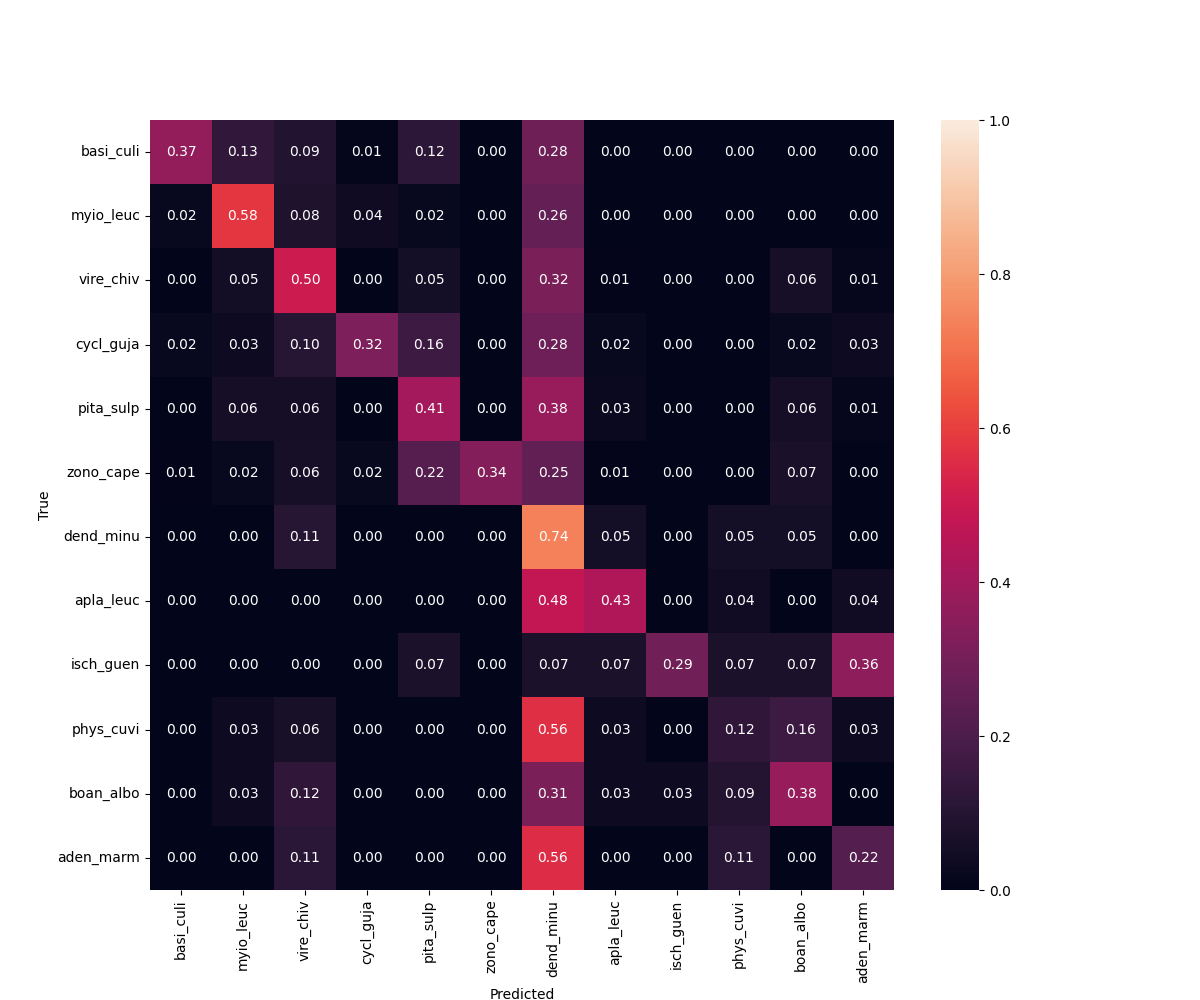 basi_culi 0.37 0.13 0.09 0.01 0.12 0.00 0.28 0.00 0.00 0.00 0.00 0.00
myio_leuc 0.02 0.58 0.08 0.04 0.02 0.00 0.26 0.00 0.00 0.00 0.00 0.00
vire_chiv 0.00 0.05 0.50 0.00 0.05 0.00 0.32 0.01 0.00 0.00 0.06 0.01
cycl_guja 0.02 0.03 0.10 0.32 0.16 0.00 0.28 0.02 0.00 0.00 0.02 0.03
pita_sulp 0.00 0.06 0.06 0.00 0.41 0.00 0.38 0.03 0.00 0.00 0.06 0.01
zono_cape 0.01 0.02 0.06 0.02 0.22 0.34 0.25 0.01 0.00 0.00 0.07 0.00
dend_minu 0.00 0.00 0.11 0.00 0.00 0.00 0.74 0.05 0.00 0.05 0.05 0.00
apla_leuc 0.00 0.00 0.00 0.00 0.00 0.00 0.48 0.43 0.00 0.04 0.00 0.04
isch_guen 0.00 0.00 0.00 0.00 0.07 0.00 0.07 0.07 0.29 0.07 0.07 0.36
phys_cuvi 0.00 0.03 0.06 0.00 0.00 0.00 0.56 0.03 0.00 0.12 0.16 0.03
boan_albo 0.00 0.03 0.12 0.00 0.00 0.00 0.31 0.03 0.03 0.09 0.38 0.00
aden_marm 0.00 0.00 0.11 0.00 0.00 0.00 0.56 0.00 0.00 0.11 0.00 0.22
True
basi_culi myio_leuc vire_chiv cycl_guja pita_sulp zono_cape dend_minu apla_leuc isch_guen phys_cuvi boan_albo aden_marm
Predicted
1.0
0.8
0.6
0.4
0.2
0.0